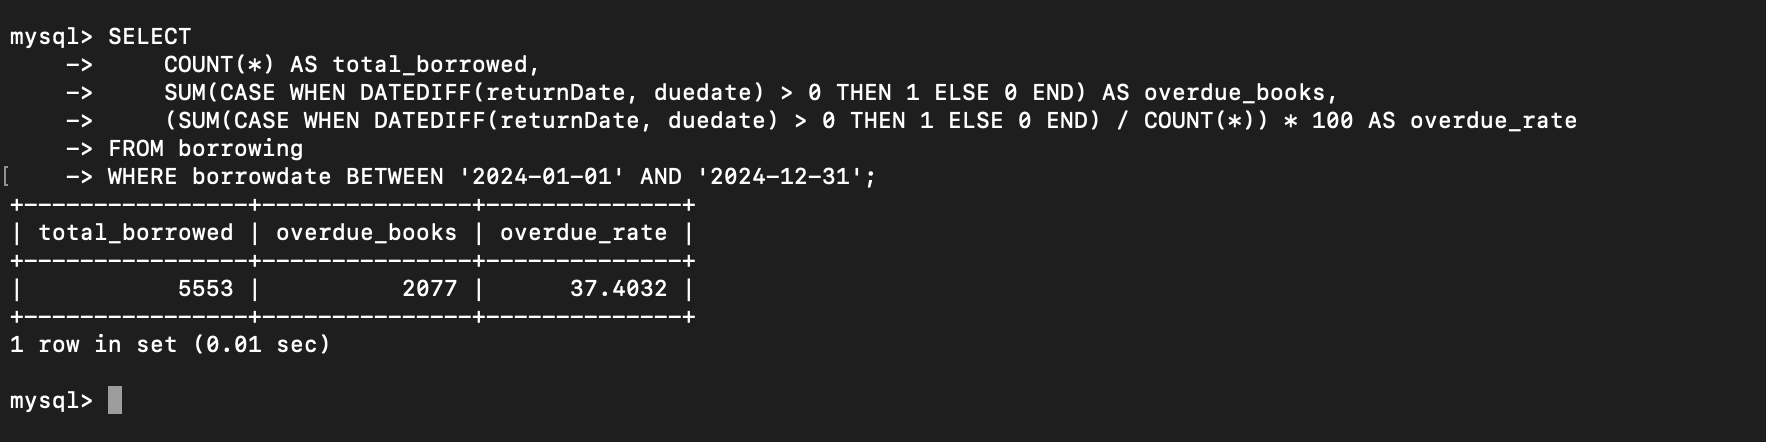 mysql> SELECT
    ->     COUNT(*) AS total_borrowed,
    ->     SUM(CASE WHEN DATEDIFF(returnDate, duedate) > 0 THEN 1 ELSE 0 END) AS overdue_books,
    ->     (SUM(CASE WHEN DATEDIFF(returnDate, duedate) > 0 THEN 1 ELSE 0 END) / COUNT(*)) * 100 AS overdue_rate
    -> FROM borrowing
[    -> WHERE borrowdate BETWEEN '2024-01-01' AND '2024-12-31';
+----------------+---------------+--------------+
| total_borrowed | overdue_books | overdue_rate |
+----------------+---------------+--------------+
|           5553 |          2077 |      37.4032 |
+----------------+---------------+--------------+
1 row in set (0.01 sec)
mysql>